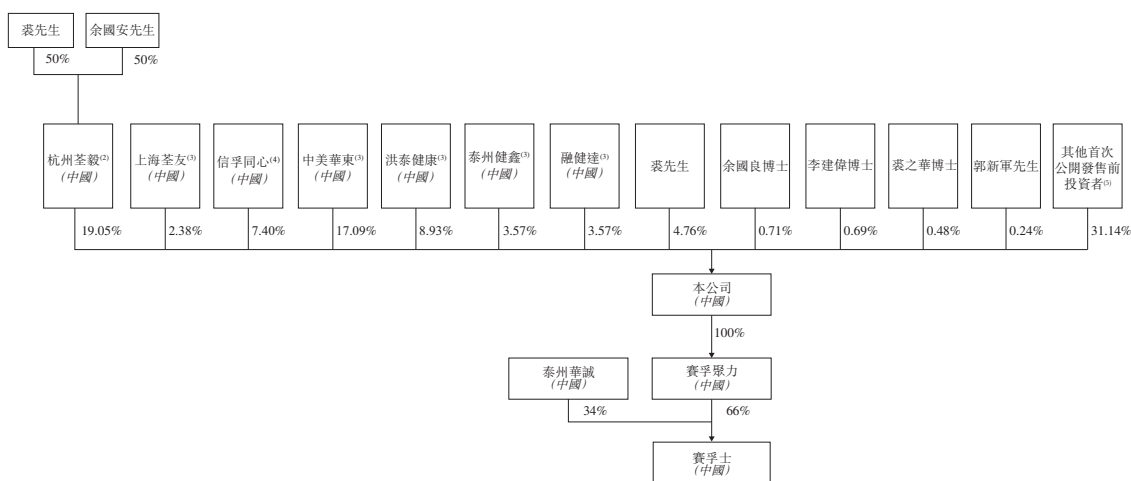 裘先生
余國安先生
50%
50%
杭州荃毅(2)
(中國)
上海荃友(3)
(中國)
信孚同心(4)
(中國)
中美華東(3)
(中國)
洪泰健康(3)
(中國)
泰州健鑫(3)
(中國)
融健達(3)
(中國)
裘先生
余國良博士
李建偉博士
裘之華博士
郭新軍先生
其他首次
公開發售前
投資者(5)
19.05%
2.38%
7.40%
17.09%
8.93%
3.57%
3.57%
4.76%
0.71%
0.69%
0.48%
0.24%
31.14%
本公司
(中國)
100%
泰州華誠
(中國)
賽孚聚力
(中國)
34%
66%
賽孚士
(中國)